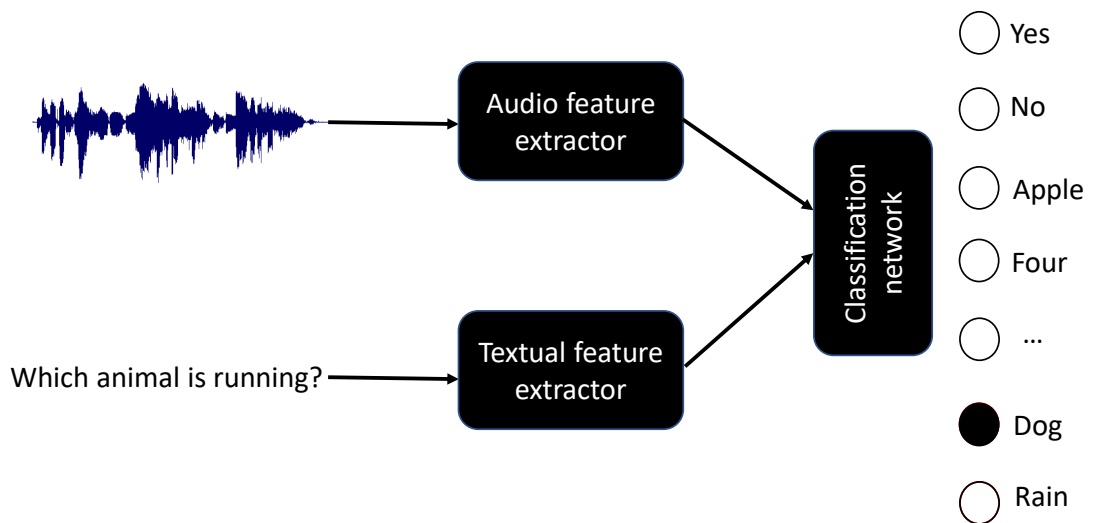 Audio feature
extractor
Which animal is running?
Textual feature
extractor
Classification
network
Yes
No
Apple
Four
...
Dog
Rain